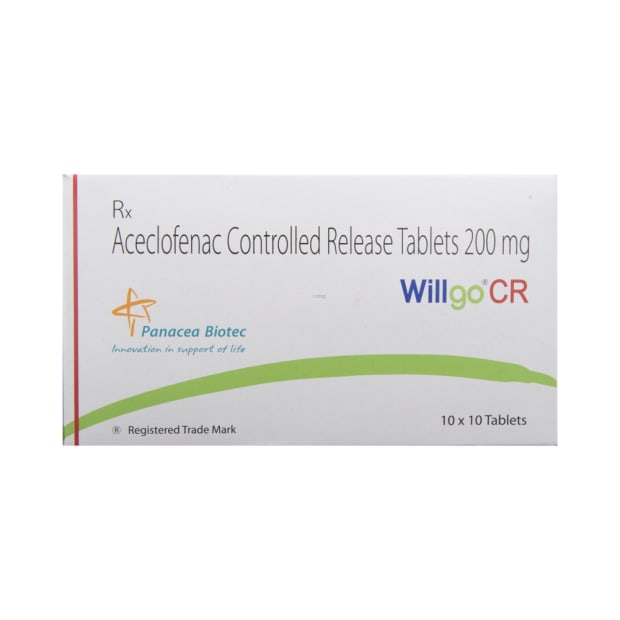 Rx
Aceclofenac Controlled Release Tablets 200 mg
Willgo® CR
Panacea Biotec
Innovation in support of life
10 x 10 Tablets
® Registered Trade Mark